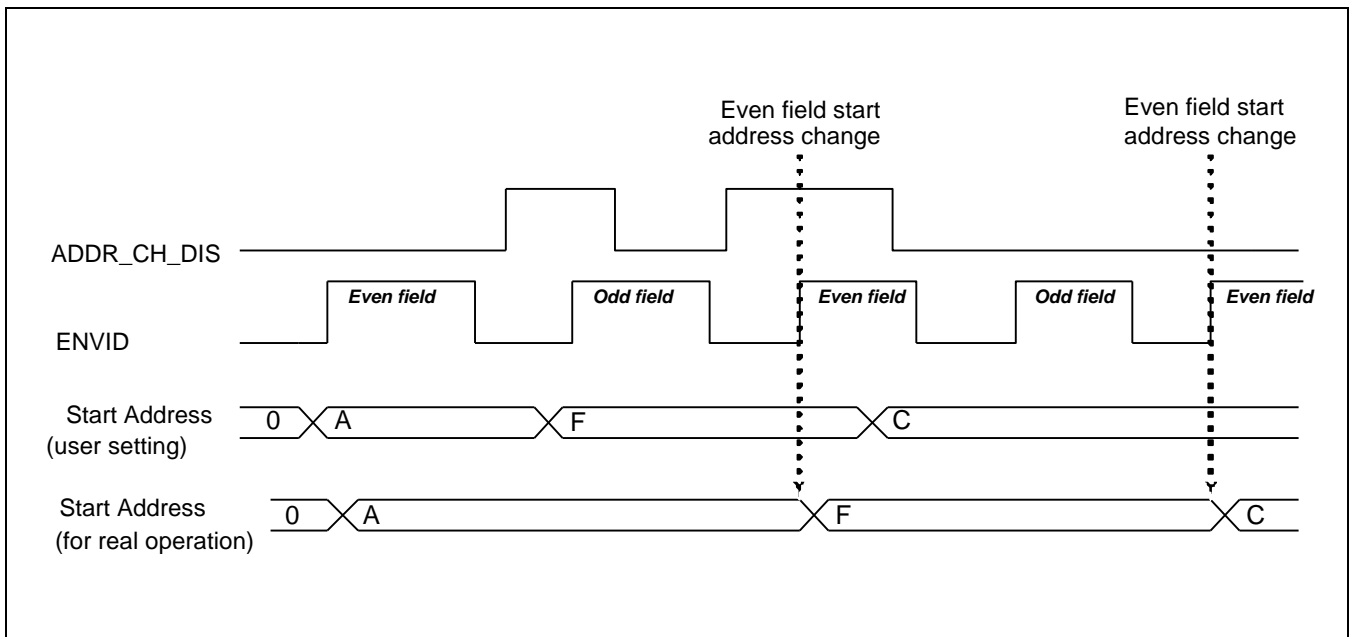 Even field start
address change
Even field start
address change
ADDR_CH_DIS
Even field
Odd field
Even field
Odd field
Even field
ENVID
Start Address
(user setting)
0
A
F
C
Start Address
(for real operation)
0
A
F
C